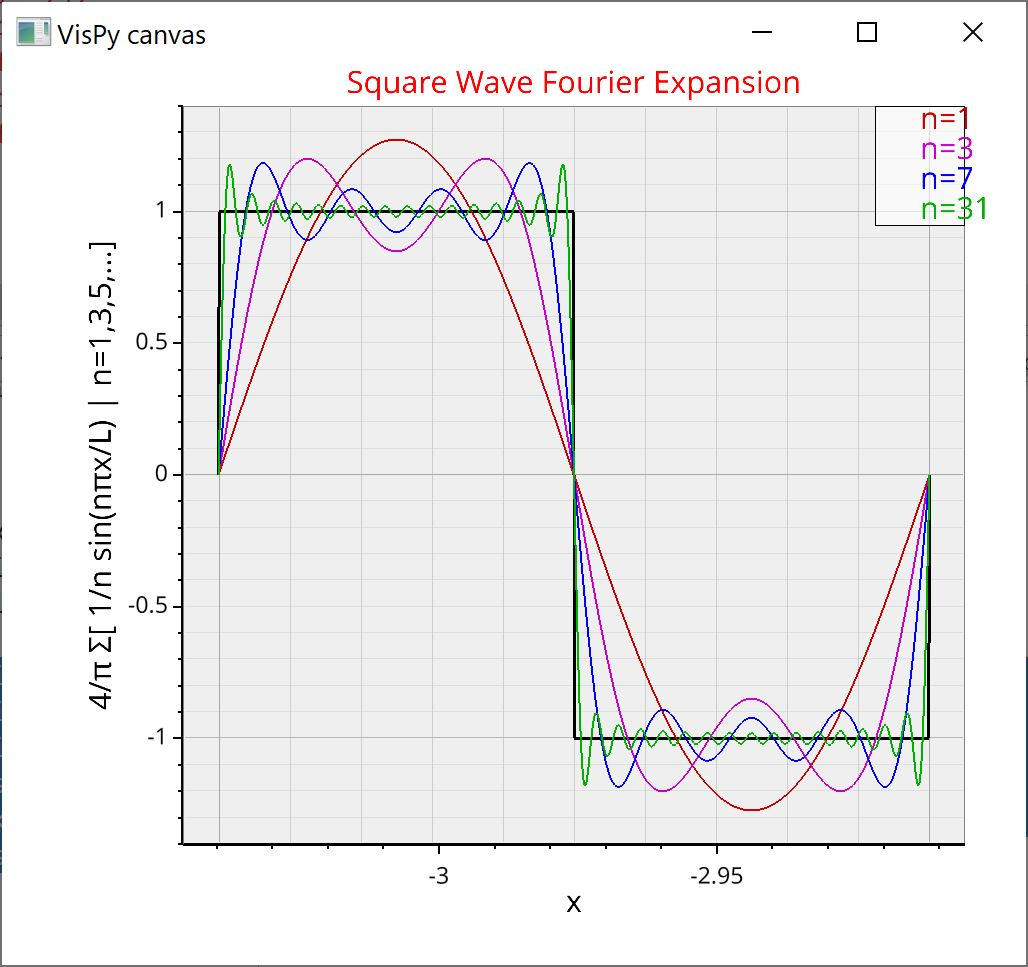 VisPy canvas
Square Wave Fourier Expansion
n=1
n=3
n=7
n=31
4/π Σ[ 1/n sin(nπx/L) | n=1,3,5,...]
1
0.5
0
-0.5
-1
-3
-2.95
x